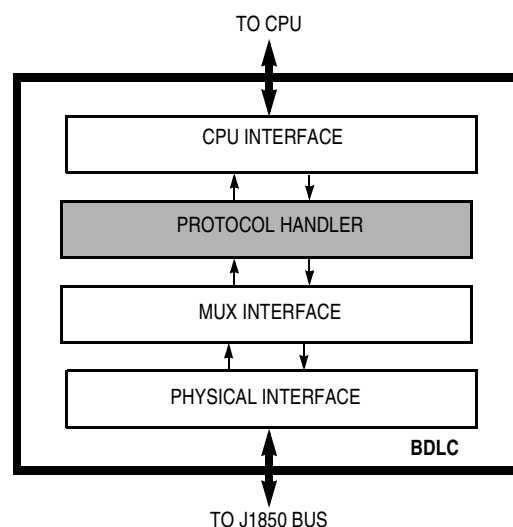 TO CPU
CPU INTERFACE
PROTOCOL HANDLER
MUX INTERFACE
PHYSICAL INTERFACE
BDLC
TO J1850 BUS